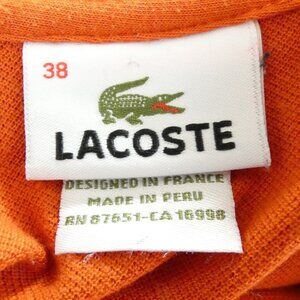 38
LACOSTE
DESIGNED IN FRANCE
MADE IN PERU
RN 87651-CA 16998